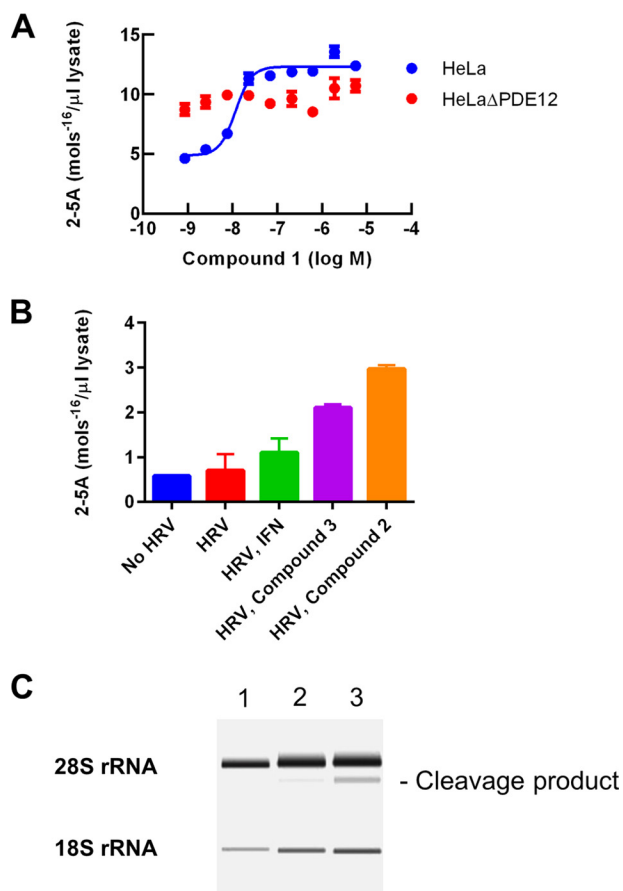 A
2-5A (mols-16/µl lysate)
15
10
5
0
-10 -9 -8 -7 -6 -5 -4
Compound 1 (log M)
HeLa
HeLaΔPDE12
B
2-5A (mols-16/µl lysate)
4
3
2
1
0
No HRV
HRV
HRV, IFN
HRV, Compound 3
HRV, Compound 2
C
1 2 3
28S rRNA
- Cleavage product
18S rRNA